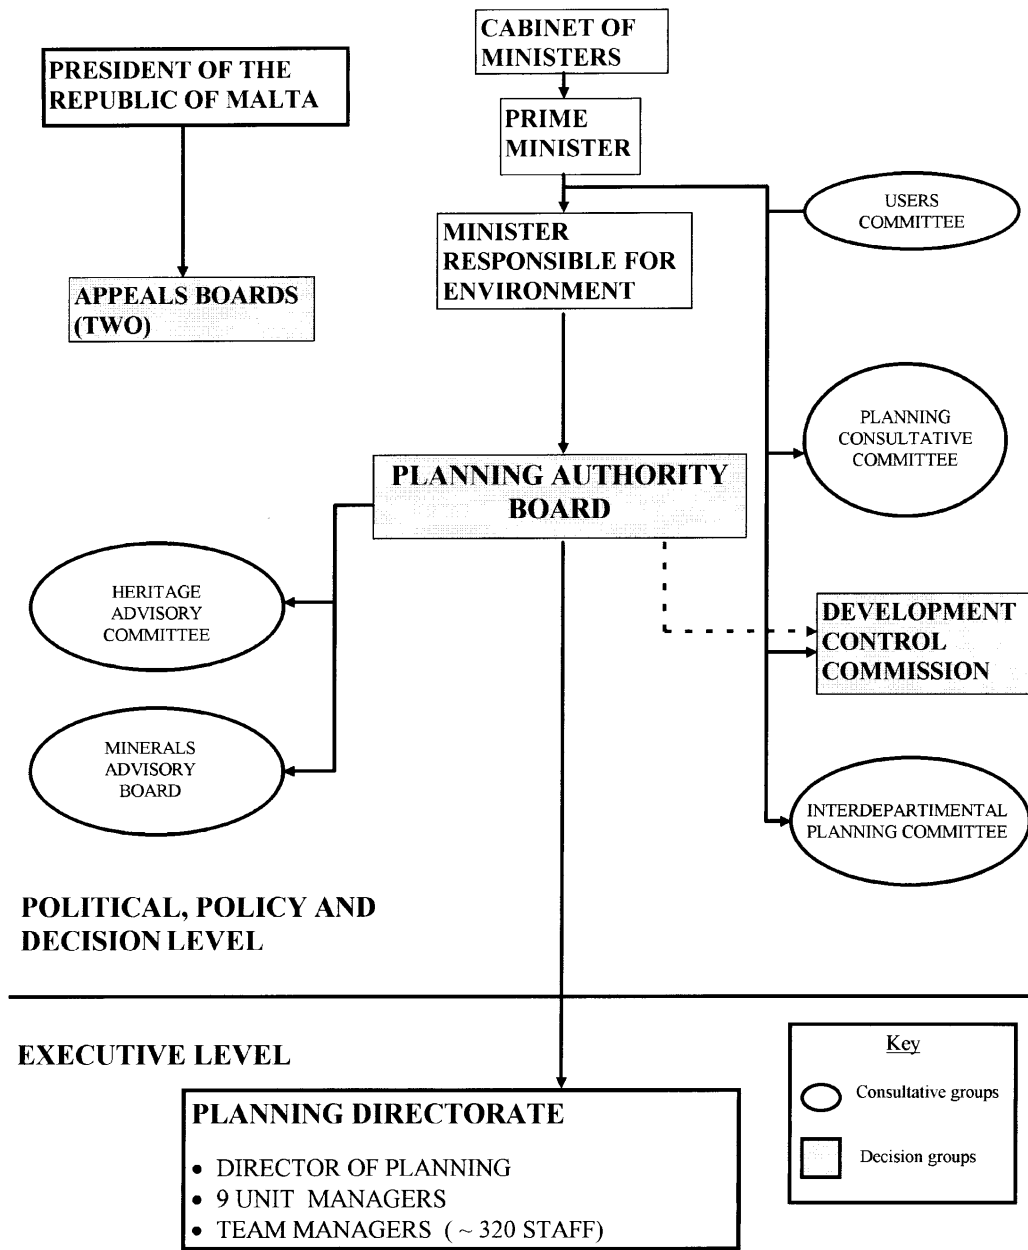 CABINET OF
MINISTERS
PRESIDENT OF THE
REPUBLIC OF MALTA
PRIME
MINISTER
USERS
COMMITTEE
MINISTER
RESPONSIBLE FOR
ENVIRONMENT
APPEALS BOARDS
(TWO)
PLANNING
CONSULTATIVE
COMMITTEE
PLANNING AUTHORITY
BOARD
HERITAGE
ADVISORY
COMMITTEE
DEVELOPMENT
CONTROL
COMMISSION
MINERALS
ADVISORY
BOARD
INTERDEPARTIMENTAL
PLANNING COMMITTEE
POLITICAL, POLICY AND
DECISION LEVEL
EXECUTIVE LEVEL
Key
Consultative groups
Decision groups
PLANNING DIRECTORATE
• DIRECTOR OF PLANNING
• 9 UNIT MANAGERS
• TEAM MANAGERS ( ~ 320 STAFF)